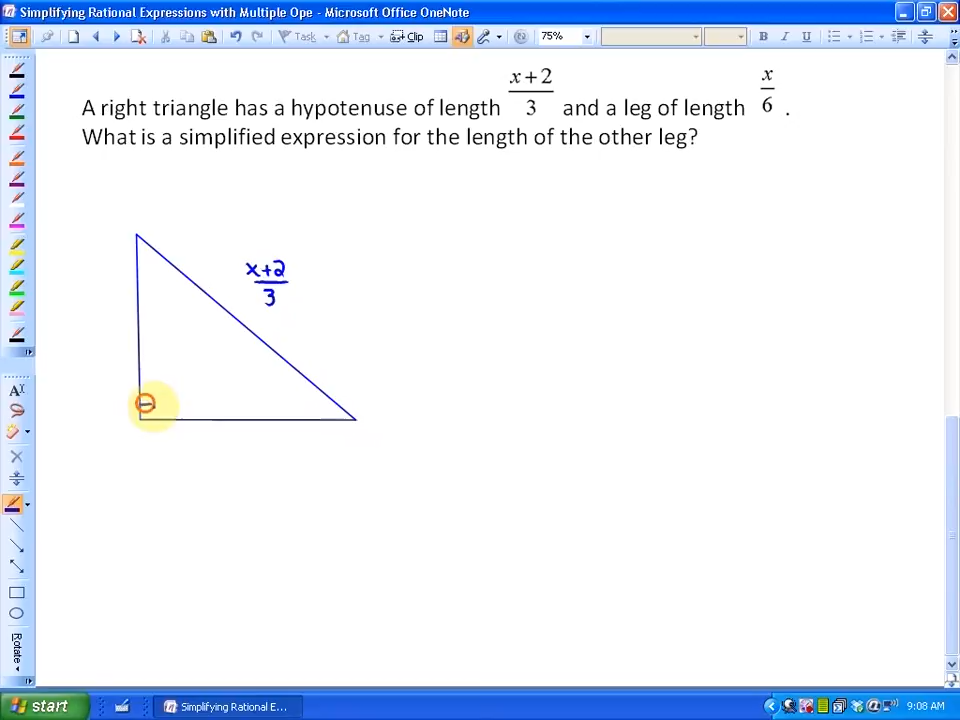 Simplifying Rational Expressions with Multiple Ope - Microsoft Office OneNote
Task Tag Clip 75% B I U
A right triangle has a hypotenuse of length x+2/3 and a leg of length x/6 .
What is a simplified expression for the length of the other leg?
x+2
3
A
Rotate
start Simplifying Rational E... 9:08 AM